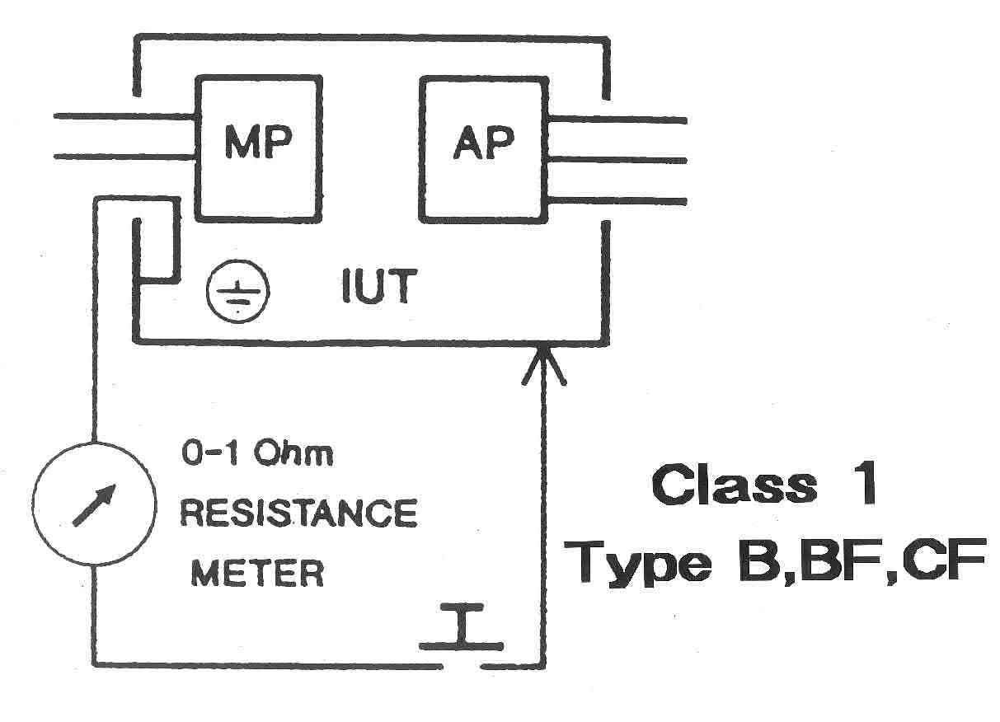 MP
AP
IUT
0-1 Ohm
RESISTANCE
METER
Class 1
Type B,BF,CF